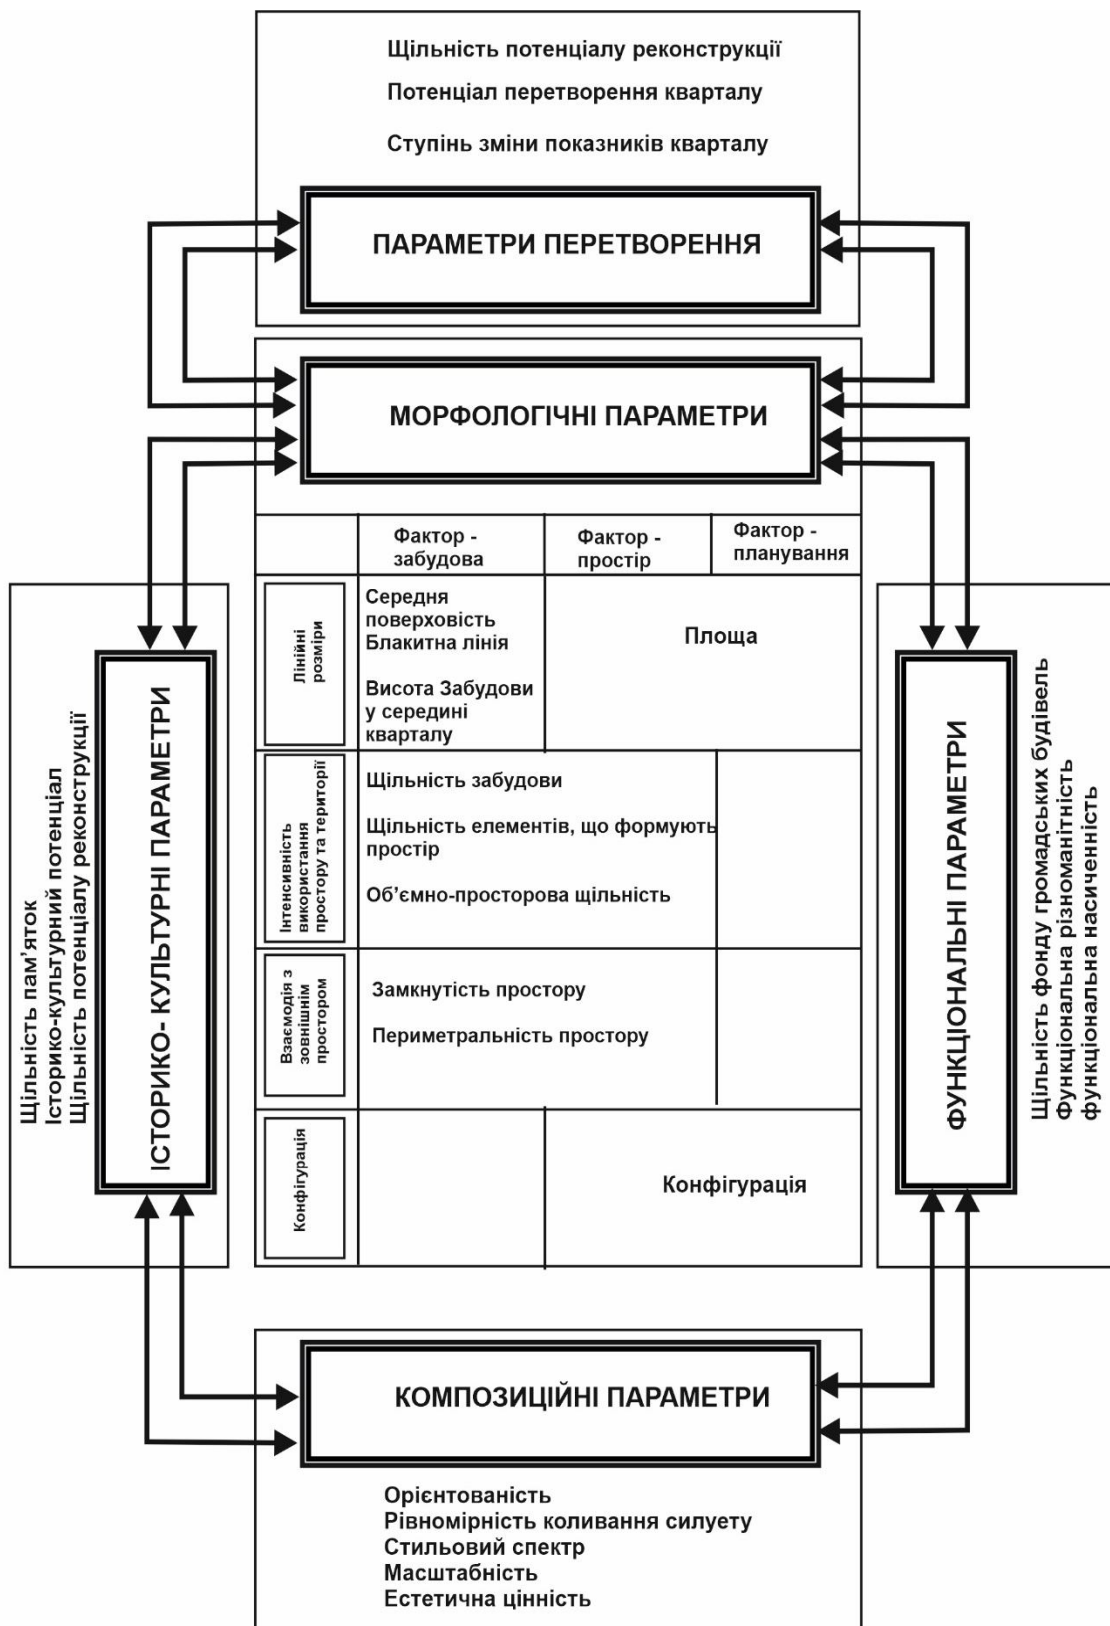 Щільність потенціалу реконструкції
Потенціал перетворення кварталу
Ступінь зміни показників кварталу
ПАРАМЕТРИ ПЕРЕТВОРЕННЯ
МОРФОЛОГІЧНІ ПАРАМЕТРИ
Фактор -
забудова
Фактор -
простір
Фактор -
планування
Лінійні
розміри
Середня
поверховість
Блакитна лінія
Висота Забудови
у середині
кварталу
Площа
Інтенсивність
використання
простору та території
Щільність забудови
Щільність елементів, що формують
простір
Об’ємно-просторова щільність
Взаємодія з
зовнішнім
простором
Замкнутість простору
Периметральність простору
Конфігурація
Конфігурація
Щільність пам’яток
Історико-культурний потенціал
Щільність потенціалу реконструкції
ІСТОРИКО- КУЛЬТУРНІ ПАРАМЕТРИ
ФУНКЦІОНАЛЬНІ ПАРАМЕТРИ
Щільність фонду громадських будівель
Функціональна різноманітність
функціональна насиченність
КОМПОЗИЦІЙНІ ПАРАМЕТРИ
Орієнтованість
Рівномірність коливання силуету
Стильовий спектр
Масштабність
Естетична цінність